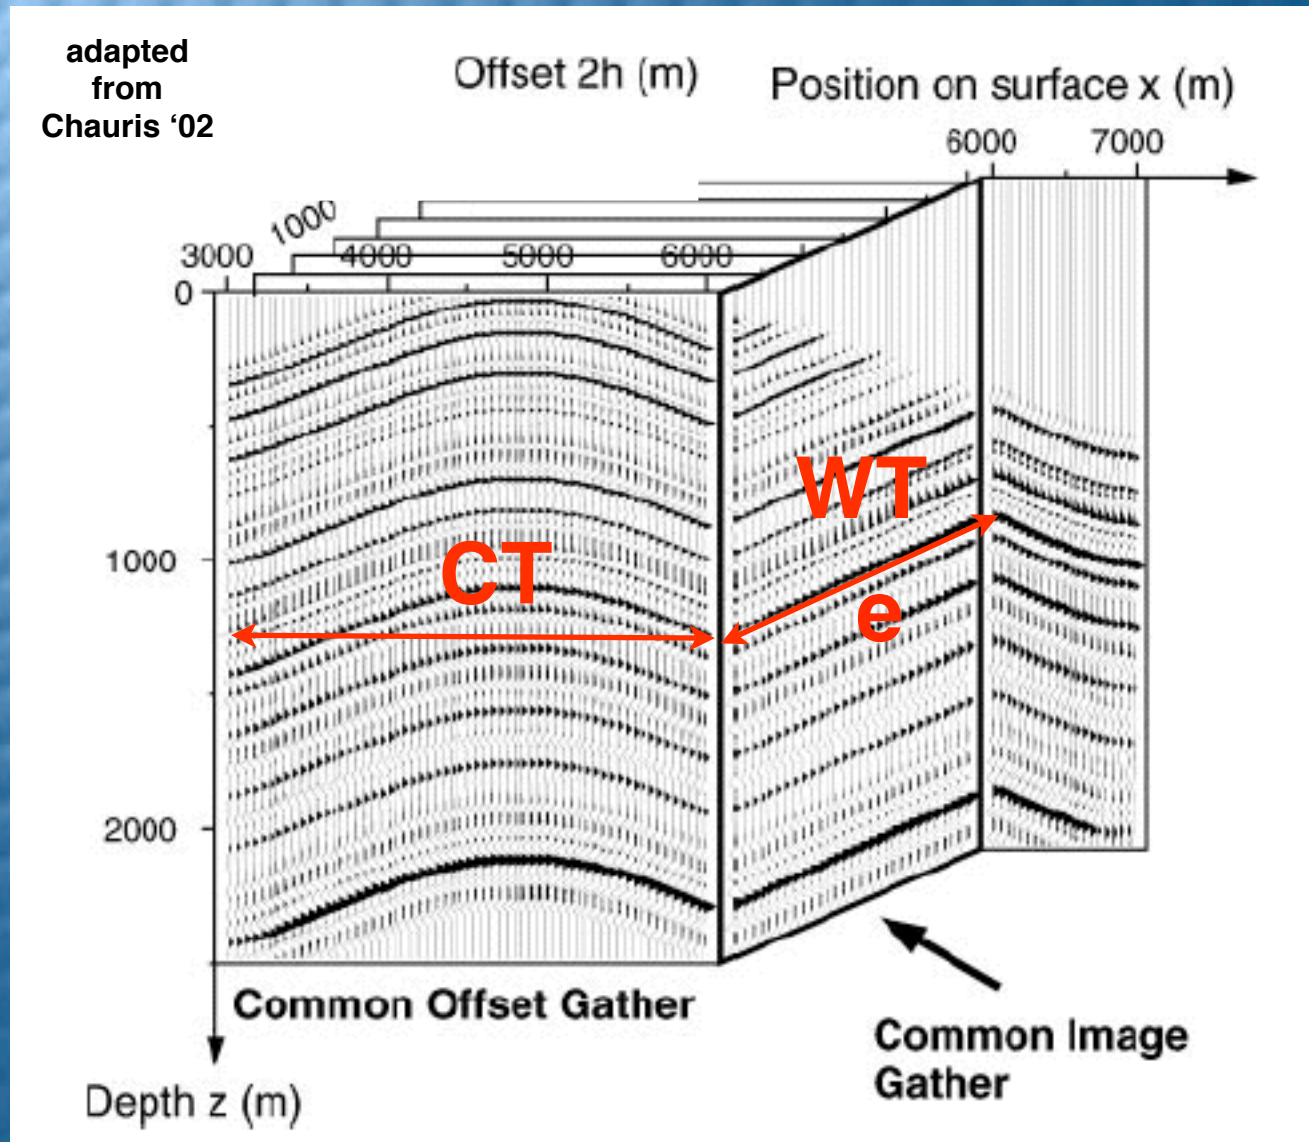 adapted
from
Chauris ‘02
Offset 2h (m)
Position on surface x (m)
6000 7000
1000
3000 4000 5000 6000
0
WT
CT
1000
e
2000
Common Offset Gather
Common Image
Gather
Depth z (m)